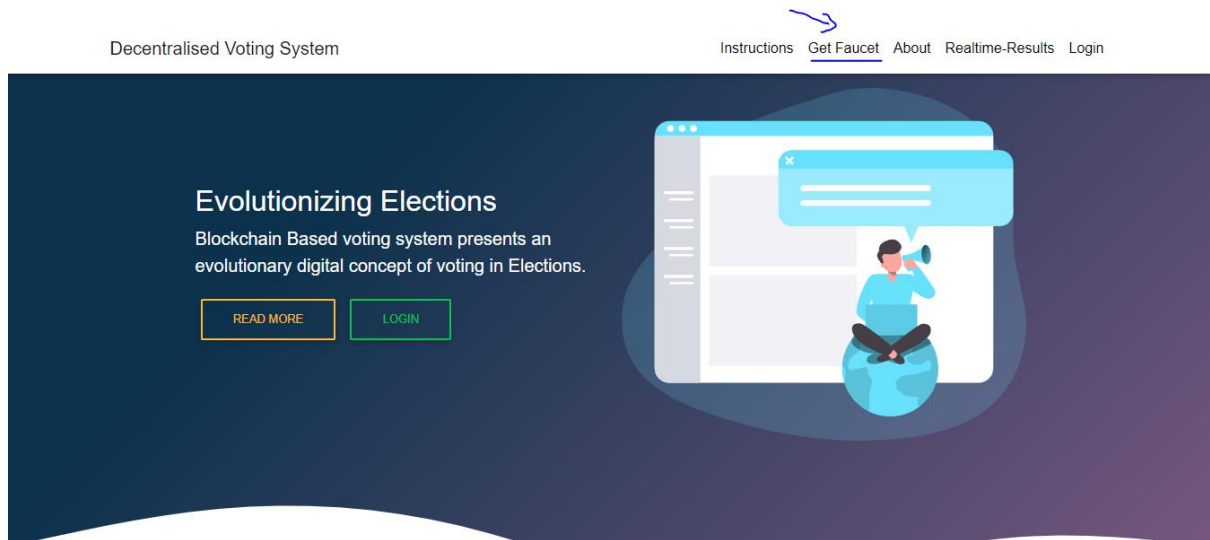 Decentralised Voting System
Instructions Get Faucet About Realtime-Results Login
Evolutionizing Elections
Blockchain Based voting system presents an
evolutionary digital concept of voting in Elections.
READ MORE LOGIN